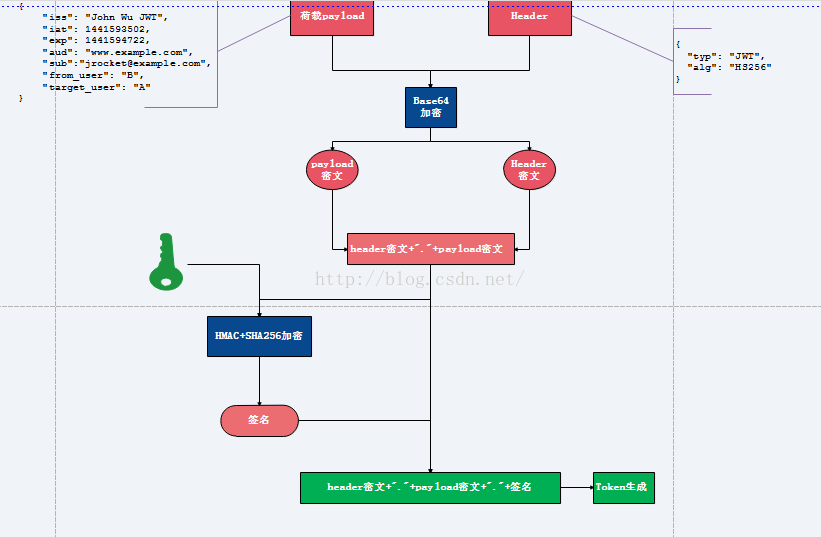 {
"iss": "John Wu JWT",
"iat": 1441593502,
"exp": 1441594722,
"aud": "www.example.com",
"sub":"jrocket@example.com",
"from_user": "B",
"target_user": "A"
}
荷载payload
Header
{
"typ": "JWT",
"alg": "HS256"
}
Base64
加密
payload
密文
Header
密文
header密文+"."+payload密文
http://blog.csdn.net/
HMAC+SHA256加密
签名
header密文+"."+payload密文+"."+签名
Token生成